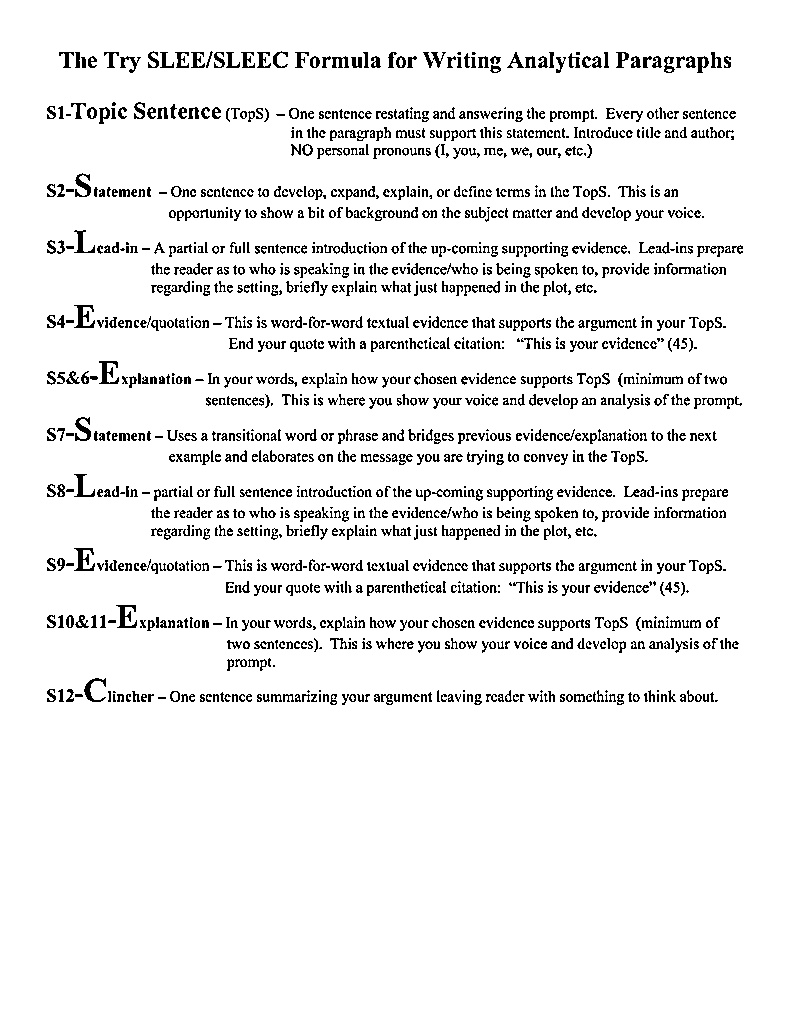 The Try SLEE/SLEEC Formula for Writing Analytical Paragraphs
S1-Topic Sentence (TopS) – One sentence restating and answering the prompt. Every other sentence
in the paragraph must support this statement. Introduce title and author;
NO personal pronouns (I, you, me, we, our, etc.)
S2-Statement – One sentence to develop, expand, explain, or define terms in the TopS. This is an
opportunity to show a bit of background on the subject matter and develop your voice.
S3-Lead-in – A partial or full sentence introduction of the up-coming supporting evidence. Lead-ins prepare
the reader as to who is speaking in the evidence/who is being spoken to, provide information
regarding the setting, briefly explain what just happened in the plot, etc.
S4-Evidence/quotation – This is word-for-word textual evidence that supports the argument in your TopS.
End your quote with a parenthetical citation: “This is your evidence” (45).
S5&6-Explanation – In your words, explain how your chosen evidence supports TopS (minimum of two
sentences). This is where you show your voice and develop an analysis of the prompt.
S7-Statement – Uses a transitional word or phrase and bridges previous evidence/explanation to the next
example and elaborates on the message you are trying to convey in the TopS.
S8-Lead-in – partial or full sentence introduction of the up-coming supporting evidence. Lead-ins prepare
the reader as to who is speaking in the evidence/who is being spoken to, provide information
regarding the setting, briefly explain what just happened in the plot, etc.
S9-Evidence/quotation – This is word-for-word textual evidence that supports the argument in your TopS.
End your quote with a parenthetical citation: “This is your evidence” (45).
S10&11-Explanation – In your words, explain how your chosen evidence supports TopS (minimum of
two sentences). This is where you show your voice and develop an analysis of the
prompt.
S12-Clincher – One sentence summarizing your argument leaving reader with something to think about.